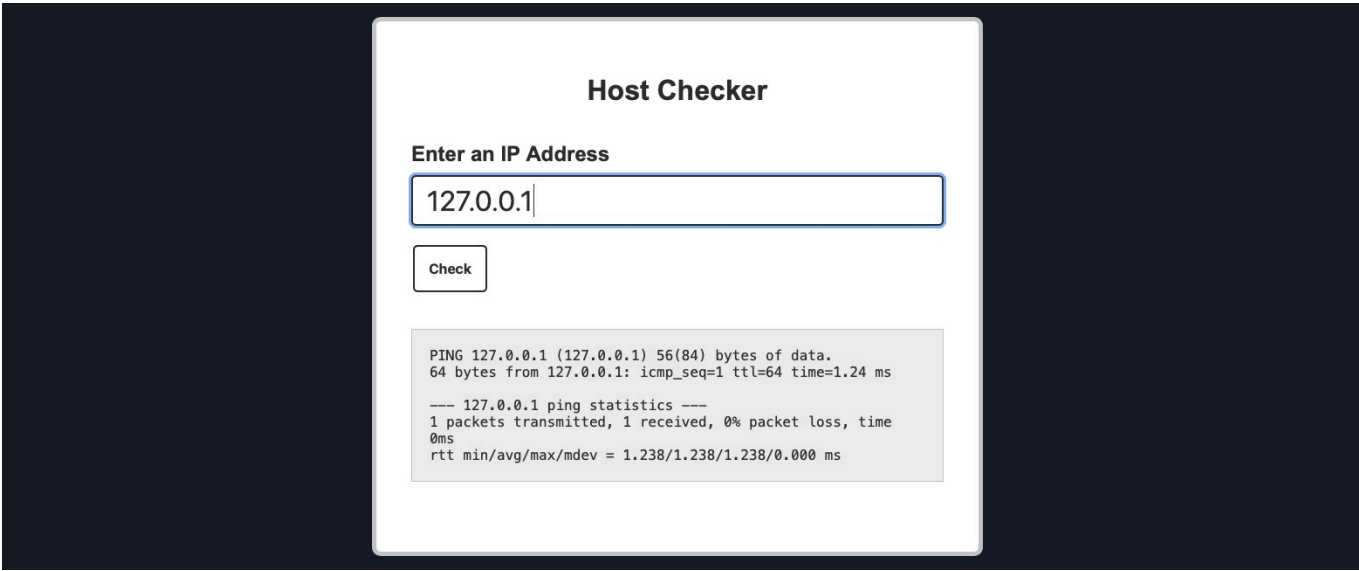 Host Checker
Enter an IP Address
127.0.0.1
Check
PING 127.0.0.1 (127.0.0.1) 56(84) bytes of data.
64 bytes from 127.0.0.1: icmp_seq=1 ttl=64 time=1.24 ms
--- 127.0.0.1 ping statistics ---
1 packets transmitted, 1 received, 0% packet loss, time
0ms
rtt min/avg/max/mdev = 1.238/1.238/1.238/0.000 ms